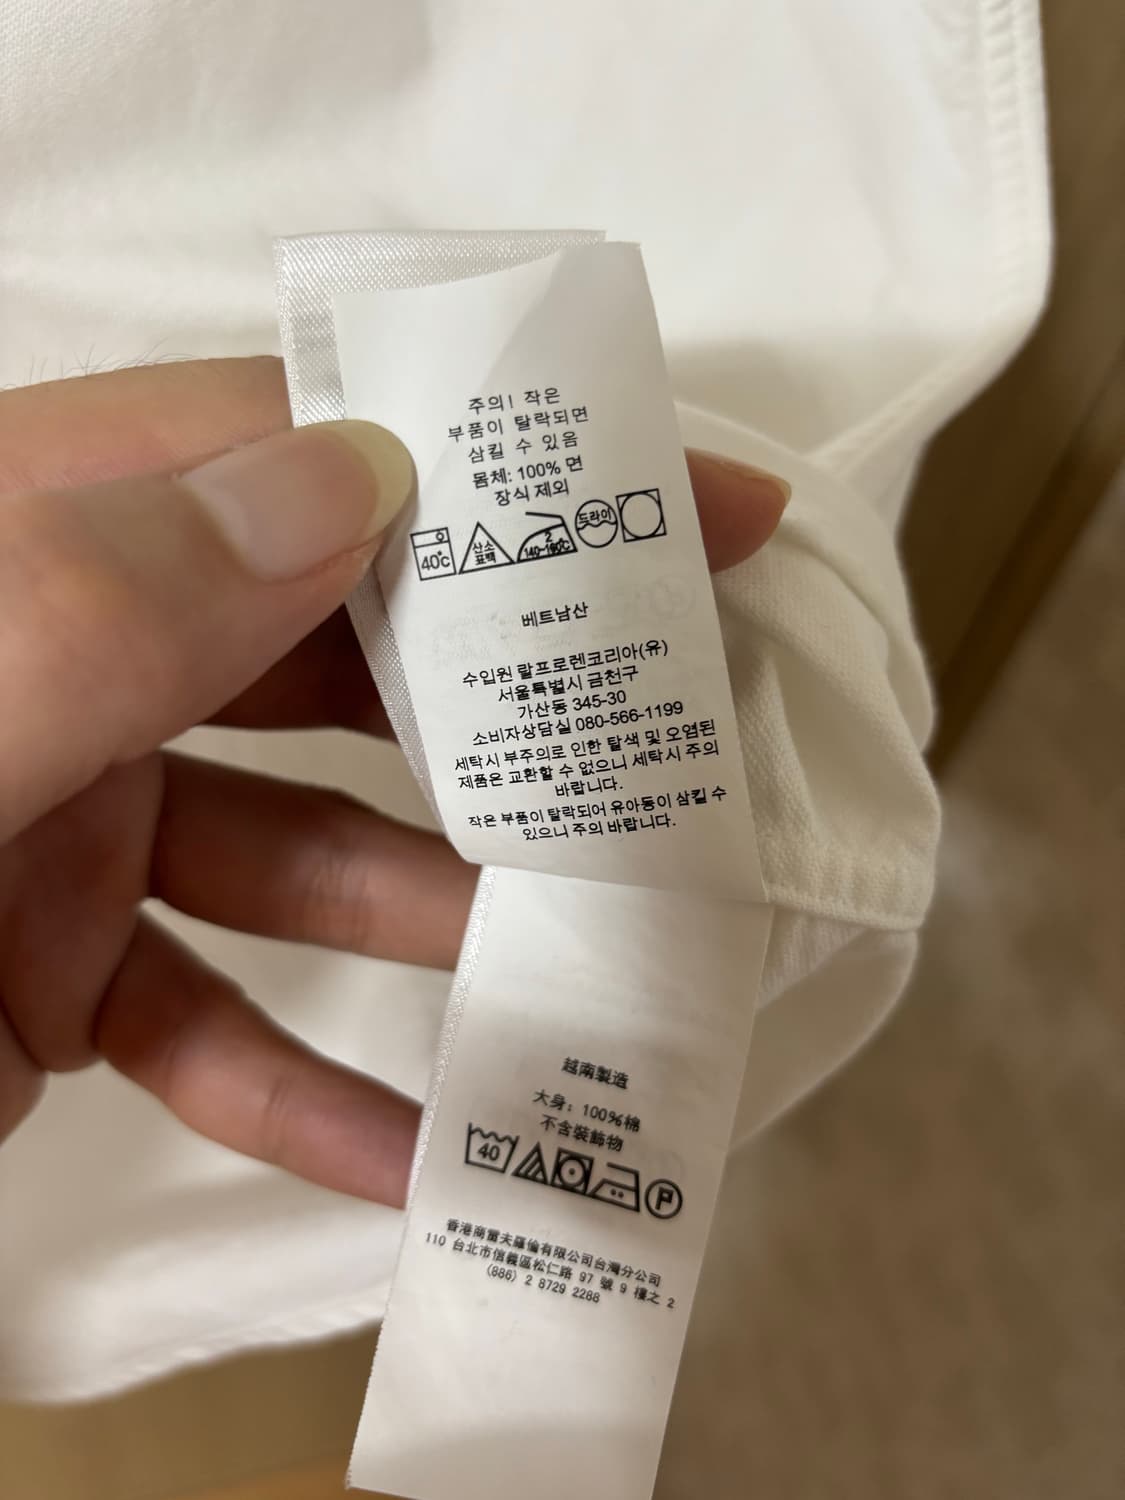 주의! 작은
부품이 탈락되면
삼킬 수 있음
몸체: 100% 면
장식 제외
40℃ 산소 표백 2 140~160℃ 드라이
베트남산
수입원 랄프로렌코리아(유)
서울특별시 금천구
가산동 345-30
소비자상담실 080-566-1199
세탁시 부주의로 인한 탈색 및 오염된
제품은 교환할 수 없으니 세탁시 주의
바랍니다.
작은 부품이 탈락되어 유아동이 삼킬 수
있으니 주의 바랍니다.
越南製造
大身: 100%棉
不含裝飾物
40 P
香港商雷夫羅倫有限公司台灣分公司
110 台北市信義區松仁路 97 號 9 樓之 2
(886) 2 8729 2288